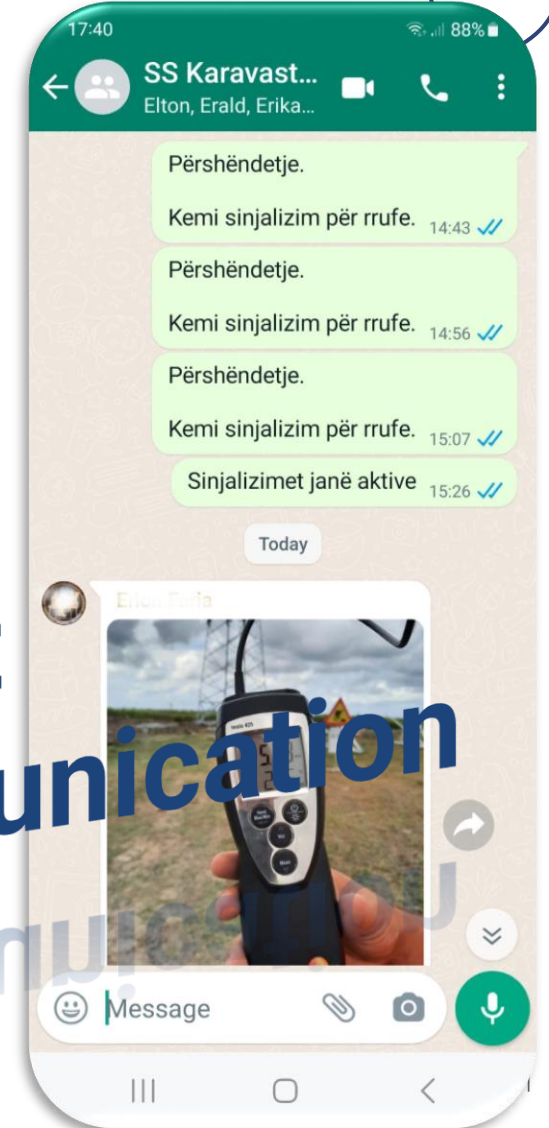 17:40
88%
SS Karavast...
Elton, Erald, Erika...
Përshëndetje.
Kemi sinjalizim për rrufe. 14:43
Përshëndetje.
Kemi sinjalizim për rrufe. 14:56
Përshëndetje.
Kemi sinjalizim për rrufe. 15:07
Sinjalizimet janë aktive 15:26
Today
unication
Message